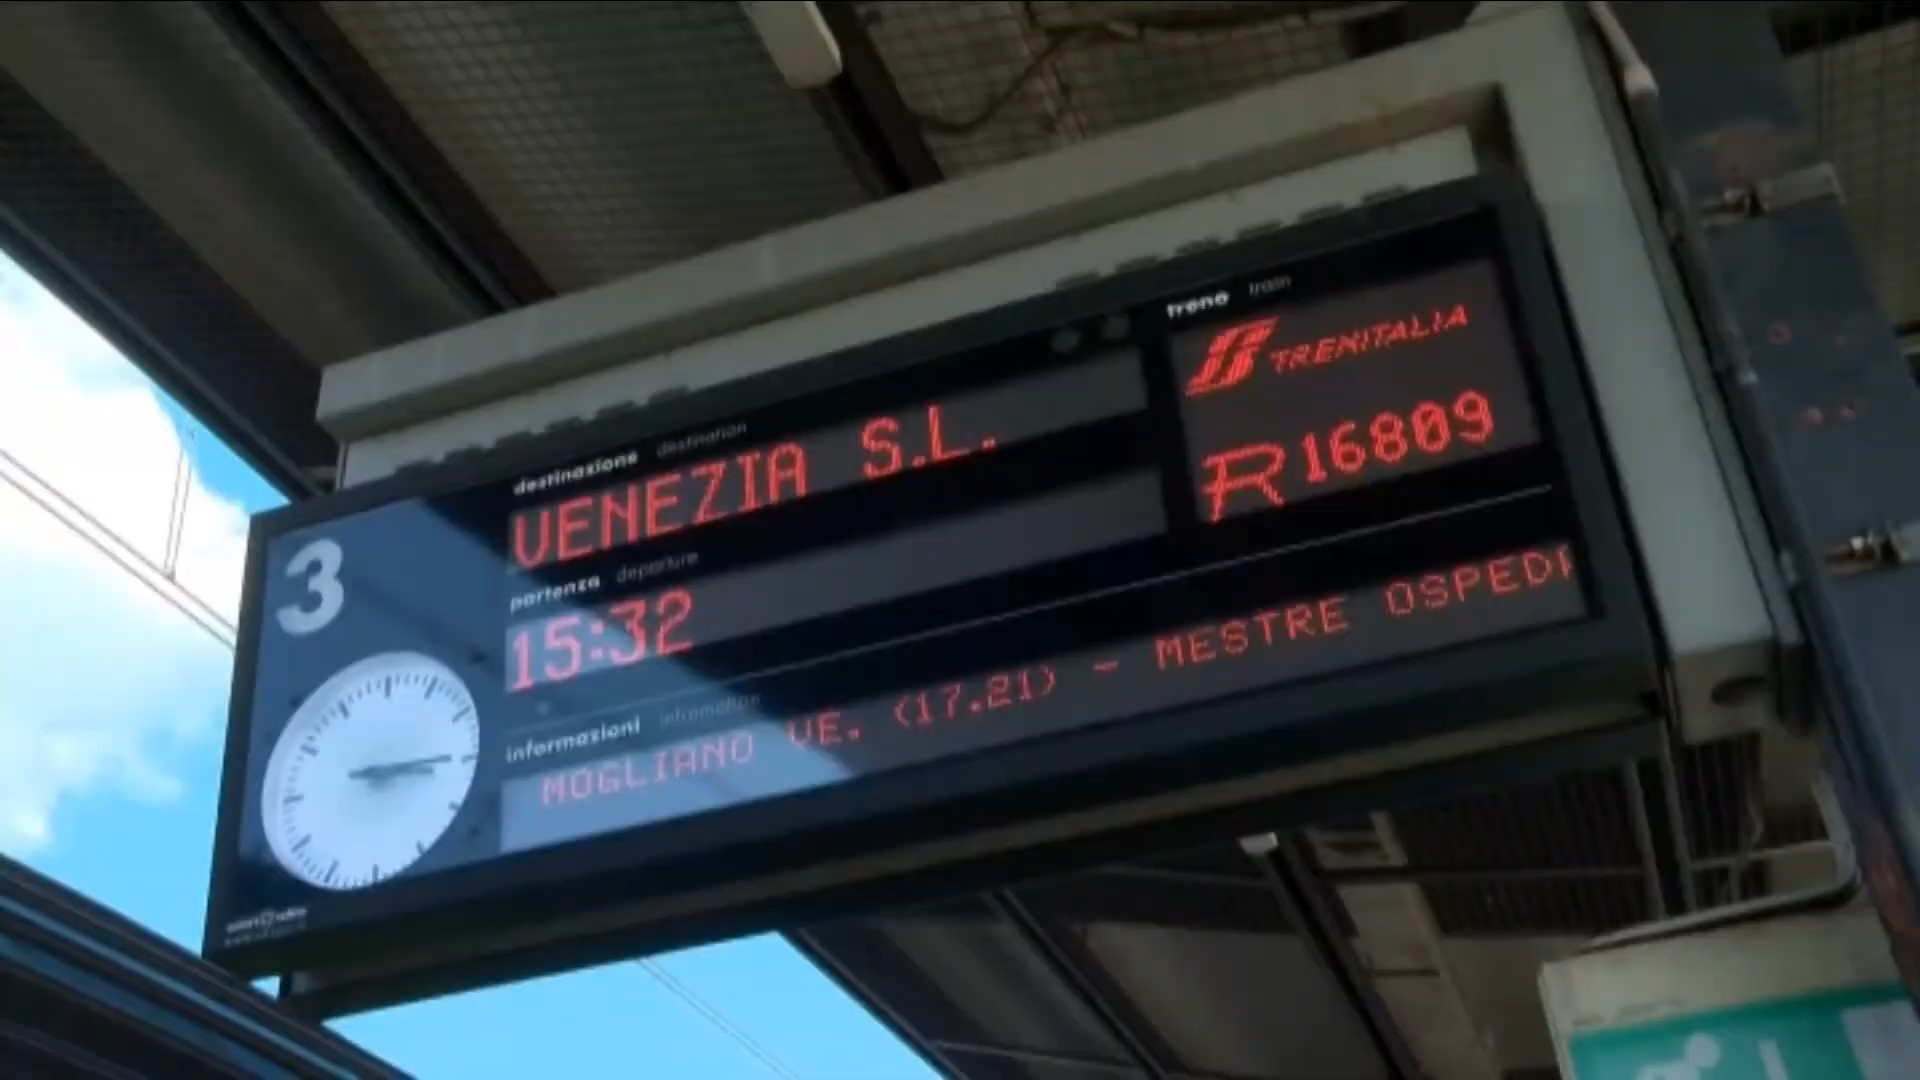 3
destinazione destination
VENEZIA S.L.
partenza departure
15:32
treno train
TRENITALIA
R 16809
informazioni information
MOGLIANO VE. (17.21) - MESTRE OSPED